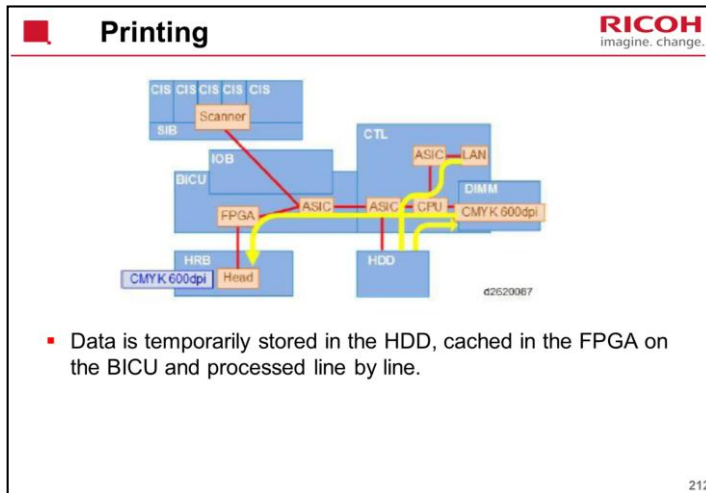 Printing
RICOH
imagine. change.
CIS CIS CIS CIS CIS
Scanner
SIB
CTL
IOB
ASIC LAN
BICU
DIMM
FPGA ASIC ASIC CPU CMYK 600dpi
HRB
HDD
CMYK 600dpi Head
d2620087
▪ Data is temporarily stored in the HDD, cached in the FPGA on
the BICU and processed line by line.
212